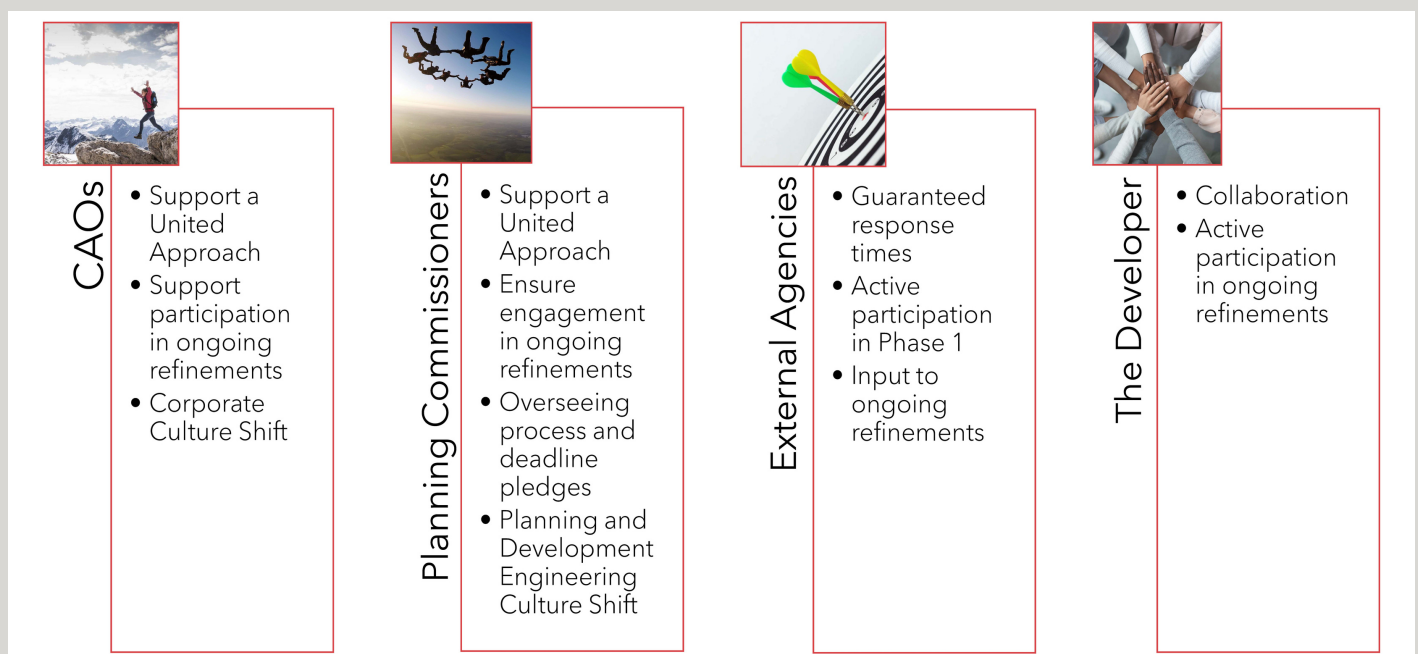 CAOs
• Support a
United
Approach
• Support
participation
in ongoing
refinements
• Corporate
Culture Shift
Planning Commissioners
• Support a
United
Approach
• Ensure
engagement
in ongoing
refinements
• Overseeing
process and
deadline
pledges
• Planning and
Development
Engineering
Culture Shift
External Agencies
• Guaranteed
response
times
• Active
participation
in Phase 1
• Input to
ongoing
refinements
The Developer
• Collaboration
• Active
participation
in ongoing
refinements